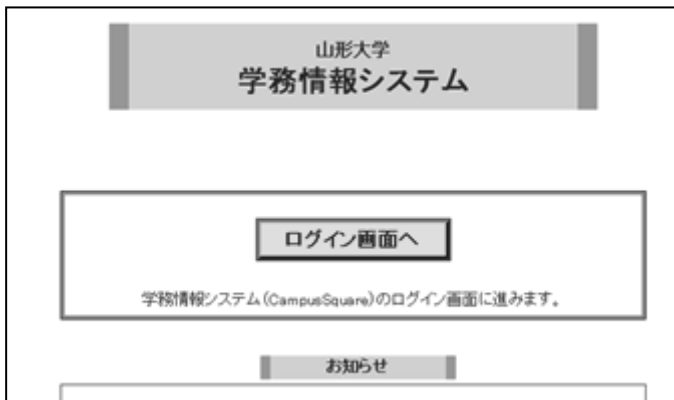 山形大学
学務情報システム
ログイン画面へ
学務情報システム(CampusSquare)のログイン画面に進みます。
お知らせ